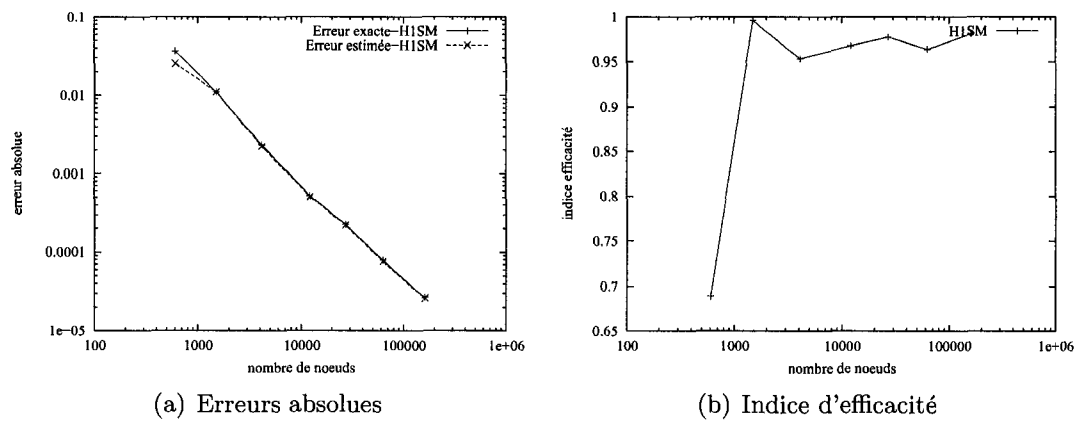 0.1
0.01
0.001
0.0001
1e-05
100
1000
10000
100000
1e+06
erreur absolue
nombre de noeuds
Erreur exacte-H1SM
Erreur estimée-H1SM
(a) Erreurs absolues
1
0.95
0.9
0.85
0.8
0.75
0.7
0.65
100
1000
10000
100000
1e+06
indice efficacité
nombre de noeuds
H1SM
(b) Indice d'efficacité